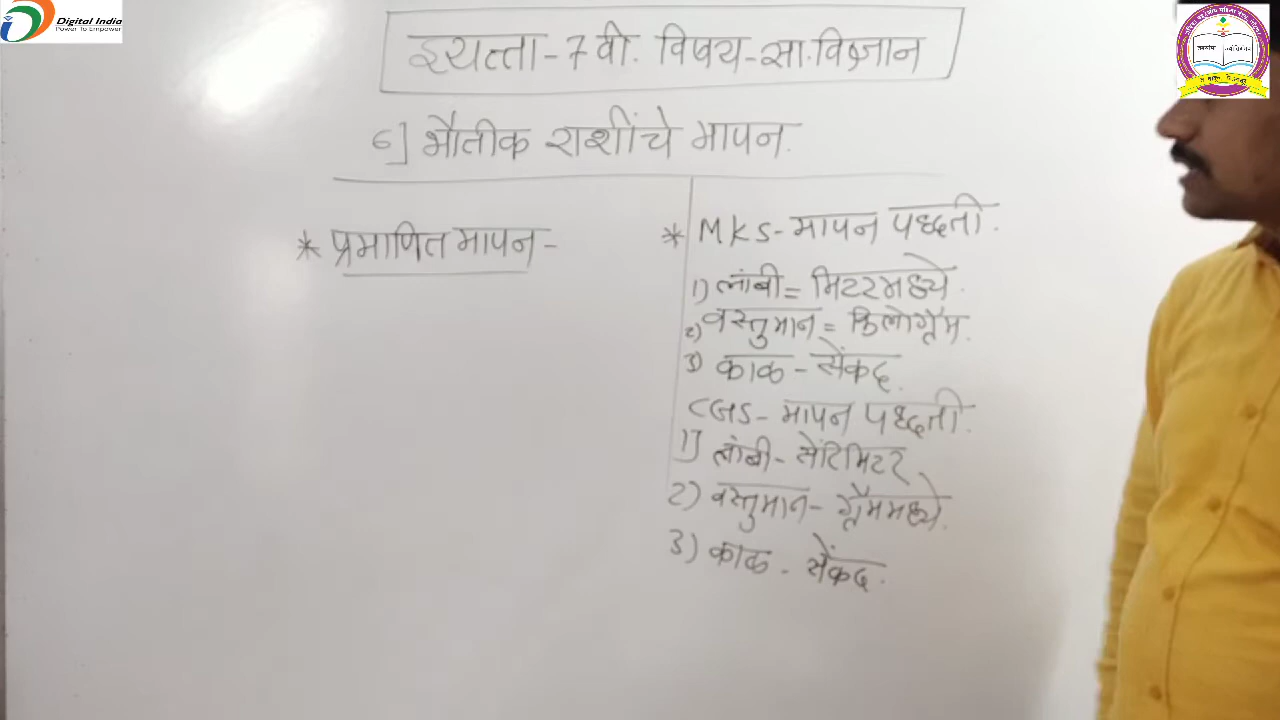 Digital India
Power To Empower
इयत्ता-7 वी. विषय-सा.विज्ञान
6] भौतीक राशींचे मापन.
* प्रमाणित मापन-
* MKS-मापन पध्दती.
1) लांबी = मिटरमध्ये.
2) वस्तुमान = किलोग्रॅम.
3) काळ - सेंकद.
CGS-मापन पध्दती.
1] लांबी- सेंटिमिटर
2) वस्तुमान- ग्रॅममध्ये.
3) काळ - सेंकद.